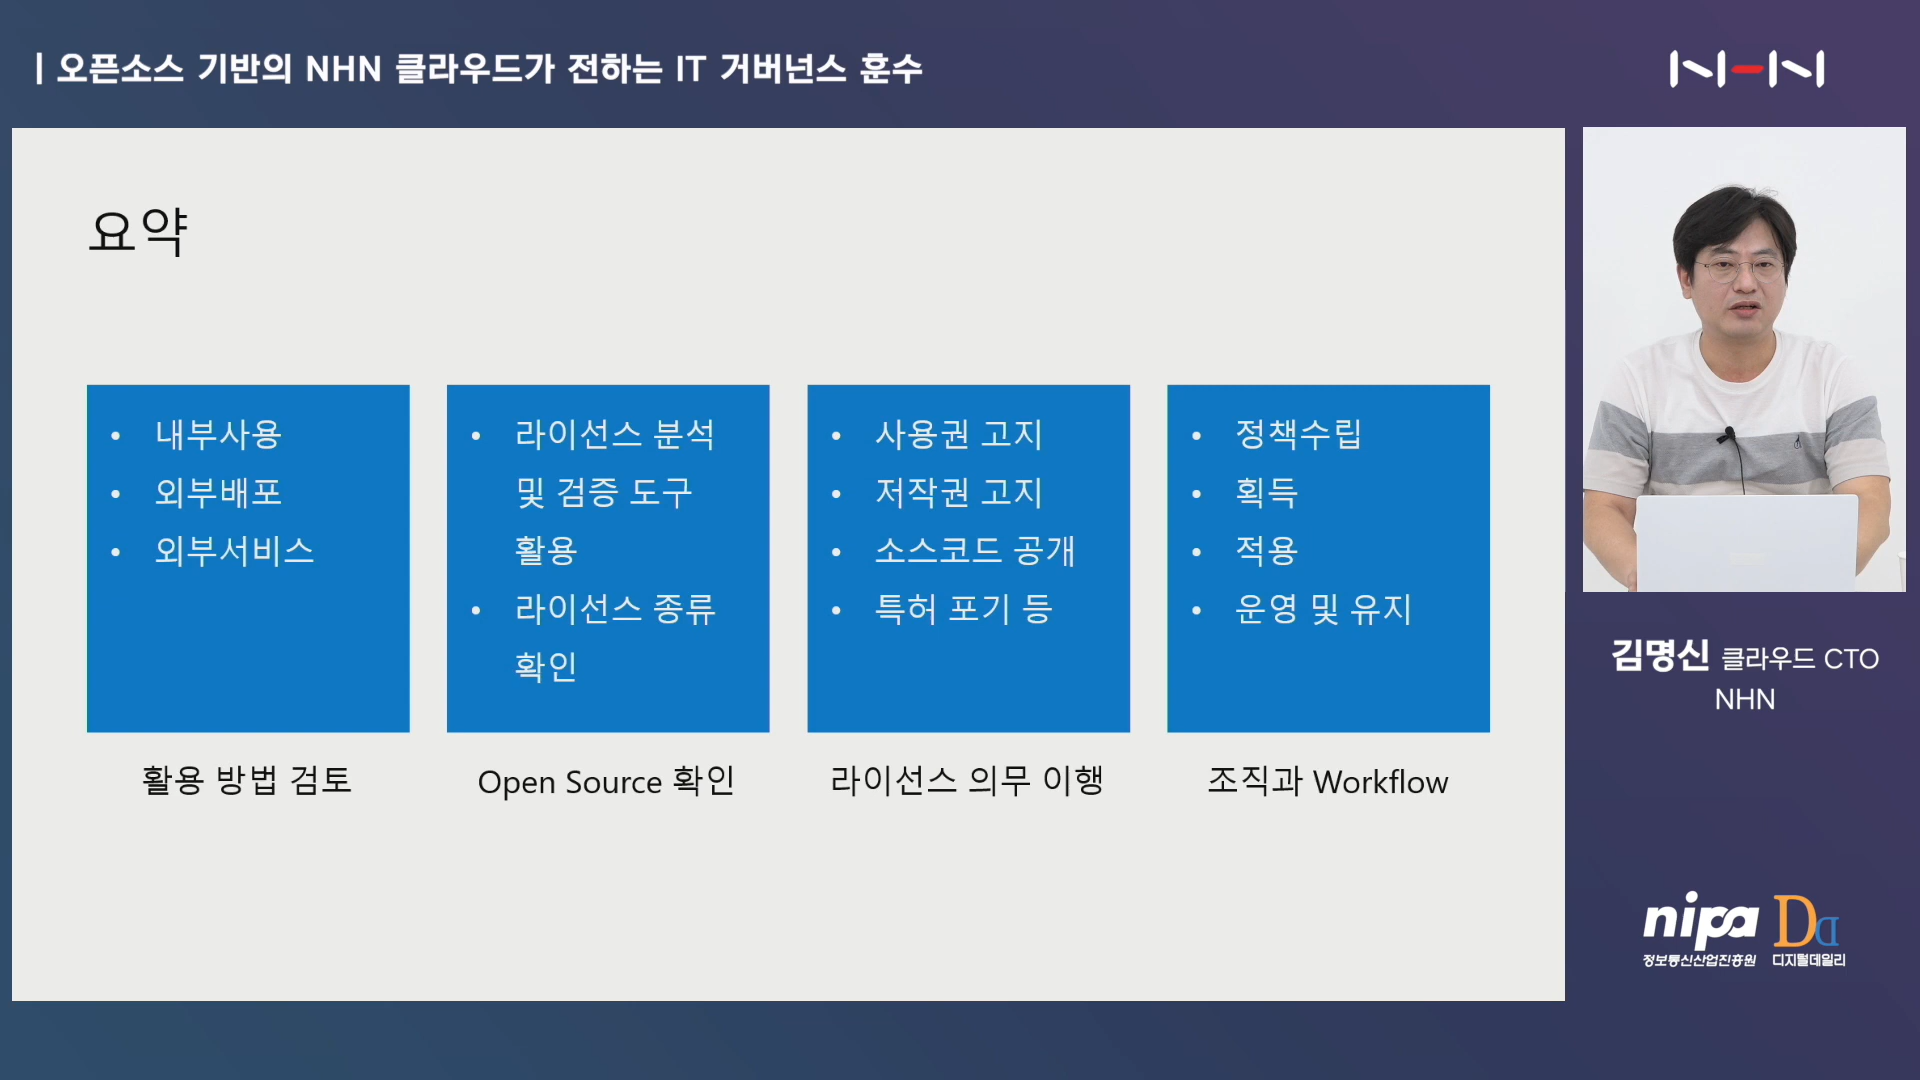 | 오픈소스 기반의 NHN 클라우드가 전하는 IT 거버넌스 훈수
NHN
요약
• 내부사용
• 외부배포
• 외부서비스
활용 방법 검토
• 라이선스 분석
및 검증 도구
활용
• 라이선스 종류
확인
Open Source 확인
• 사용권 고지
• 저작권 고지
• 소스코드 공개
• 특허 포기 등
라이선스 의무 이행
• 정책수립
• 획득
• 적용
• 운영 및 유지
조직과 Workflow
김명신 클라우드 CTO
NHN
nipa
정보통신산업진흥원
DD
디지털데일리